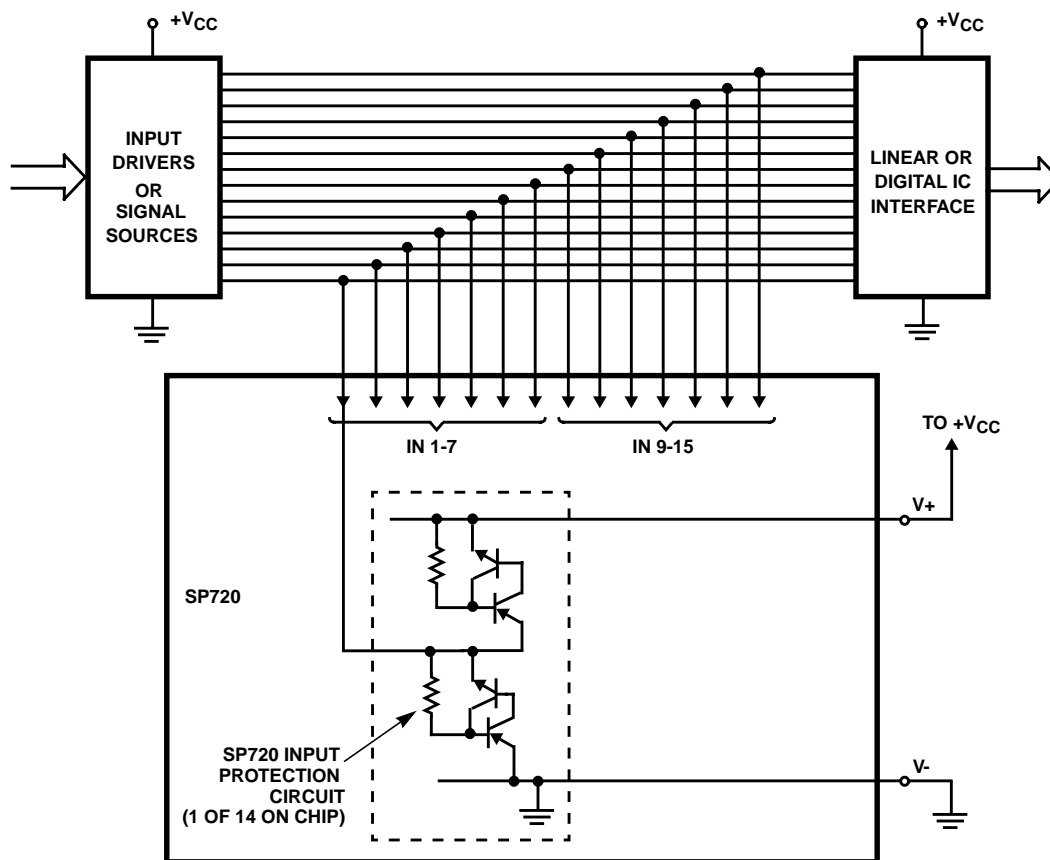 +VCC
+VCC
INPUT
DRIVERS
OR
SIGNAL
SOURCES
LINEAR OR
DIGITAL IC
INTERFACE
IN 1-7
IN 9-15
TO +VCC
V+
SP720
SP720 INPUT
PROTECTION
CIRCUIT
(1 OF 14 ON CHIP)
V-